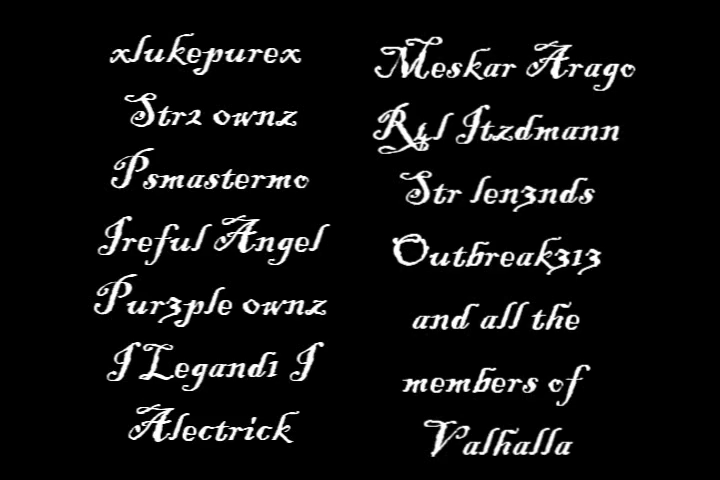 xlukepurex
Str2 ownz
Psmastermo
Ireful Angel
Pur3ple ownz
I Legand1 I
Alectrick
Meskar Arago
R4l Itzdmann
Str len3nds
Outbreak313
and all the
members of
Valhalla